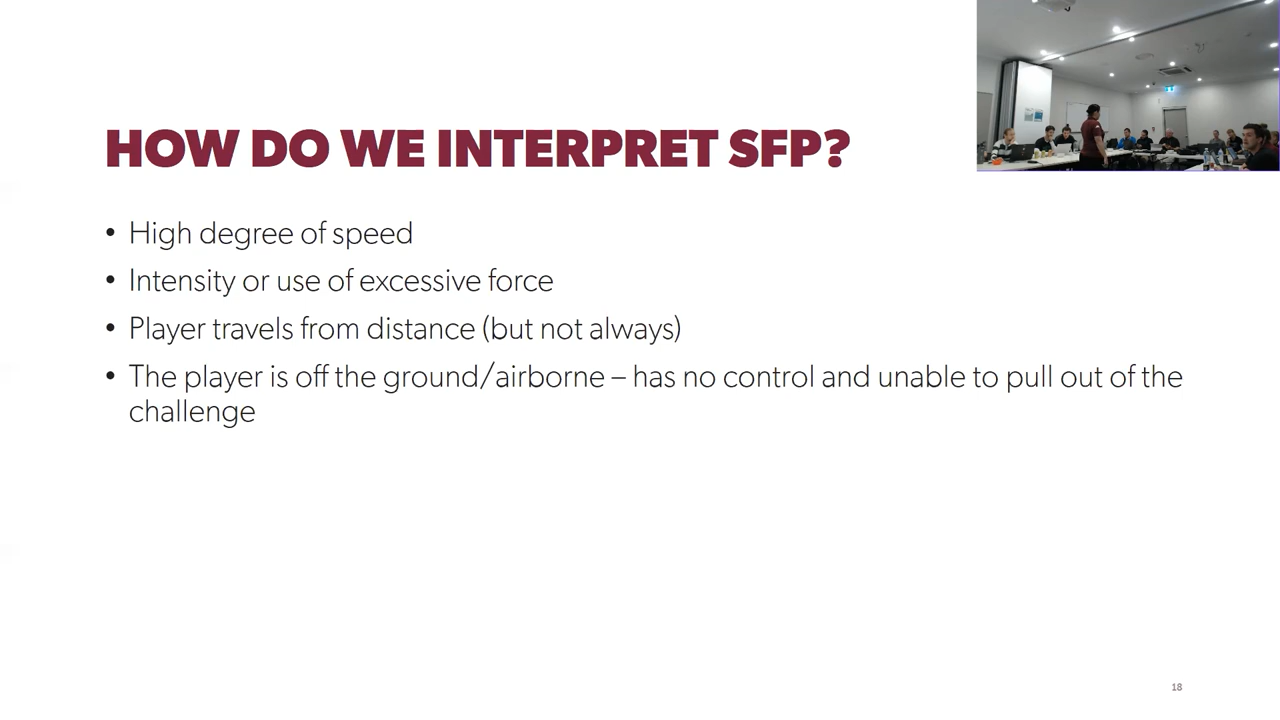 HOW DO WE INTERPRET SFP?
• High degree of speed
• Intensity or use of excessive force
• Player travels from distance (but not always)
• The player is off the ground/airborne – has no control and unable to pull out of the
challenge
18